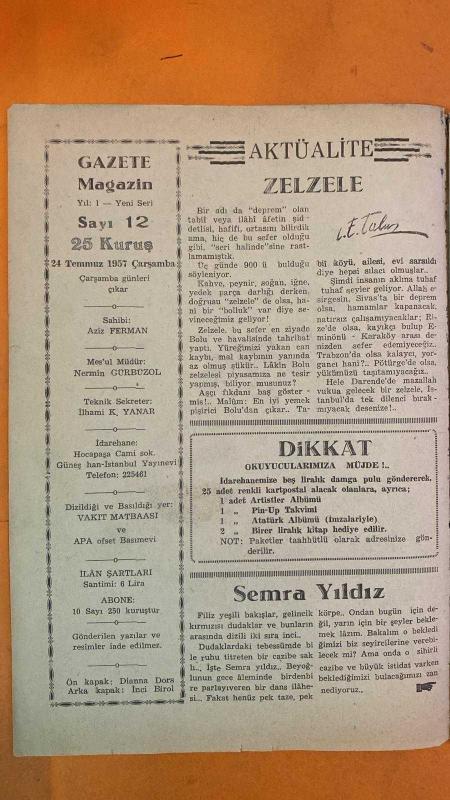 GAZETE
Magazin
Yıl: 1 — Yeni Seri
Sayı 12
25 Kuruş
24 Temmuz 1957 Çarşamba
Çarşamba günleri
çıkar
Sahibi:
Aziz FERMAN
Mes'ul Müdür:
Nermin GÜRBÜZOL
Teknik Sekreter:
İlhami K. YANAR
İdarehane:
Hocapaşa Cami sok.
Güneş han-İstanbul Yayınevi
Telefon: 225461
Dizildiği ve Basıldığı yer:
VAKIT MATBAASI
ve
APA ofset Basımevi
İLÂN ŞARTLARI
Santimi: 6 Lira
ABONE:
10 Sayı 250 kuruştur
Gönderilen yazılar ve
resimler iade edilmez.
Ön kapak: Dianna Dors
Arka kapak: İnci Birol
AKTÜALİTE
ZELZELE
Bir adı da "deprem" olan
tabiî veya ilâhi âfetin şid-
detlisi, hafifi, ortasını bilirdik
ama, hiç de bu sefer olduğu
gibi, "seri halinde"sine rast-
lamamıştık.
Üç günde 900 ü bulduğu
söyleniyor.
Kahve, peynir, soğan, iğne,
yedek parça darlığı derken,
doğrusu "zelzele" de olsa, ha-
ni bir "bolluk" var diye se-
vineceğimiz geliyor!
Zelzele, bu sefer en ziyade
Bolu ve havalisinde tahribat
yaptı. Yüreğimizi yakan can
kaybı, mal kaybının yanında
az olmuş şükür.. Lâkin Bolu
zelzelesi piyasamıza ne tesir
yapmış, biliyor musunuz?
Aşçı fıkdanı baş göster-
miş!.. Malûm: En iyi yemek
pişirici Bolu'dan çıkar.. Ta-
bîi köyü, ailesi, evi sarsıldı
diye hepsi sılacı olmuşlar..
Şimdi insanın aklına tuhaf
tuhaf şeyler geliyor. Allah e-
sirgesin, Sivas'ta bir deprem
olsa, hamamlar kapanacak,
natırsız çalışamıyacaklar; Ri-
ze'de olsa, kayıkçı bulup E-
minönü - Karaköy arası de-
nizden sefer edemiyeceğiz..
Trabzon'da olsa kalaycı, yor-
gancı hani?.. Pötürge'de olsa,
yükümüzü taşıtamıyacağız..
Hele Darende'de mazallah
vukua gelecek bir zelzele, İs-
tanbul'da tek dilenci bırak-
mıyacak desenize!..
DİKKAT
OKUYUCULARIMIZA MÜJDE !..
İdarehanemize beş liralık damga pulu göndererek,
25 adet renkli kartpostal alacak olanlara, ayrıca;
1 adet Artistler Albümü
1 „ Pin-Up Takvimi
1 „ Atatürk Albümü (İmzalariyle)
2 „ Birer liralık kitap hediye edilir.
NOT: Paketler taahhütlü olarak adresinize gön-
derilir.
Semra Yıldız
Filiz yeşili bakışlar, gelincik
kırmızısı dudaklar ve bunların
arasında dizili iki sıra inci..
Dudaklardaki tebessümde bi
le ruhu titreten bir cazibe sak
lı.. İşte Semra yıldız.. Beyoğ-
lunun gece âleminde birdenbi
re parlayıveren bir dans ilâhe-
si... Fakat henüz pek taze, pek
körpe.. Ondan bugün için de-
ğil, yarın için bir şeyler bekle-
mek lâzım. Bakalım o bekledi
ğimizi biz seyircilerine verebi-
lecek mi? Ama onda o sihirli
cazibe ve büyük istidat varken
beklediğimizi bulacağımızı zan
nediyoruz..